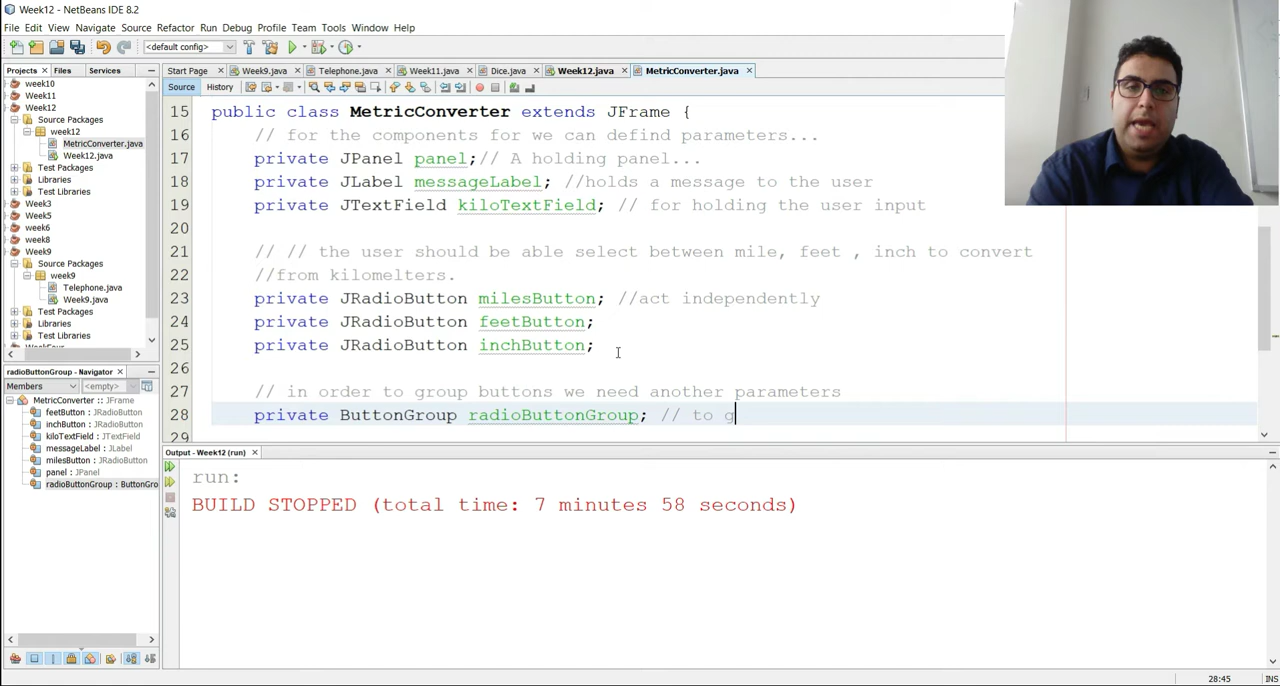 Week12 - NetBeans IDE 8.2
File Edit View Navigate Source Refactor Run Debug Profile Team Tools Window Help
<default config>
Projects Files Services
Start Page Week9.java Telephone.java Week11.java Dice.java Week12.java MetricConverter.java
week10
Week11
Week12
Source Packages
week12
MetricConverter.java
Week12.java
Test Packages
Libraries
Test Libraries
Week3
Week5
week6
week8
Week9
Source Packages
week9
Telephone.java
Week9.java
Test Packages
Libraries
Test Libraries
Source History
15 public class MetricConverter extends JFrame {
16 // for the components for we can defind parameters...
17 private JPanel panel;// A holding panel...
18 private JLabel messageLabel; //holds a message to the user
19 private JTextField kiloTextField; // for holding the user input
20
21 // // the user should be able select between mile, feet , inch to convert
22 //from kilomelters.
23 private JRadioButton milesButton; //act independently
24 private JRadioButton feetButton;
25 private JRadioButton inchButton;
26
27 // in order to group buttons we need another parameters
28 private ButtonGroup radioButtonGroup; // to g
29
radioButtonGroup - Navigator
Members <empty>
MetricConverter :: JFrame
feetButton : JRadioButton
inchButton : JRadioButton
kiloTextField : JTextField
messageLabel : JLabel
milesButton : JRadioButton
panel : JPanel
radioButtonGroup : ButtonGro
Output - Week12 (run)
run:
BUILD STOPPED (total time: 7 minutes 58 seconds)
28:45 INS